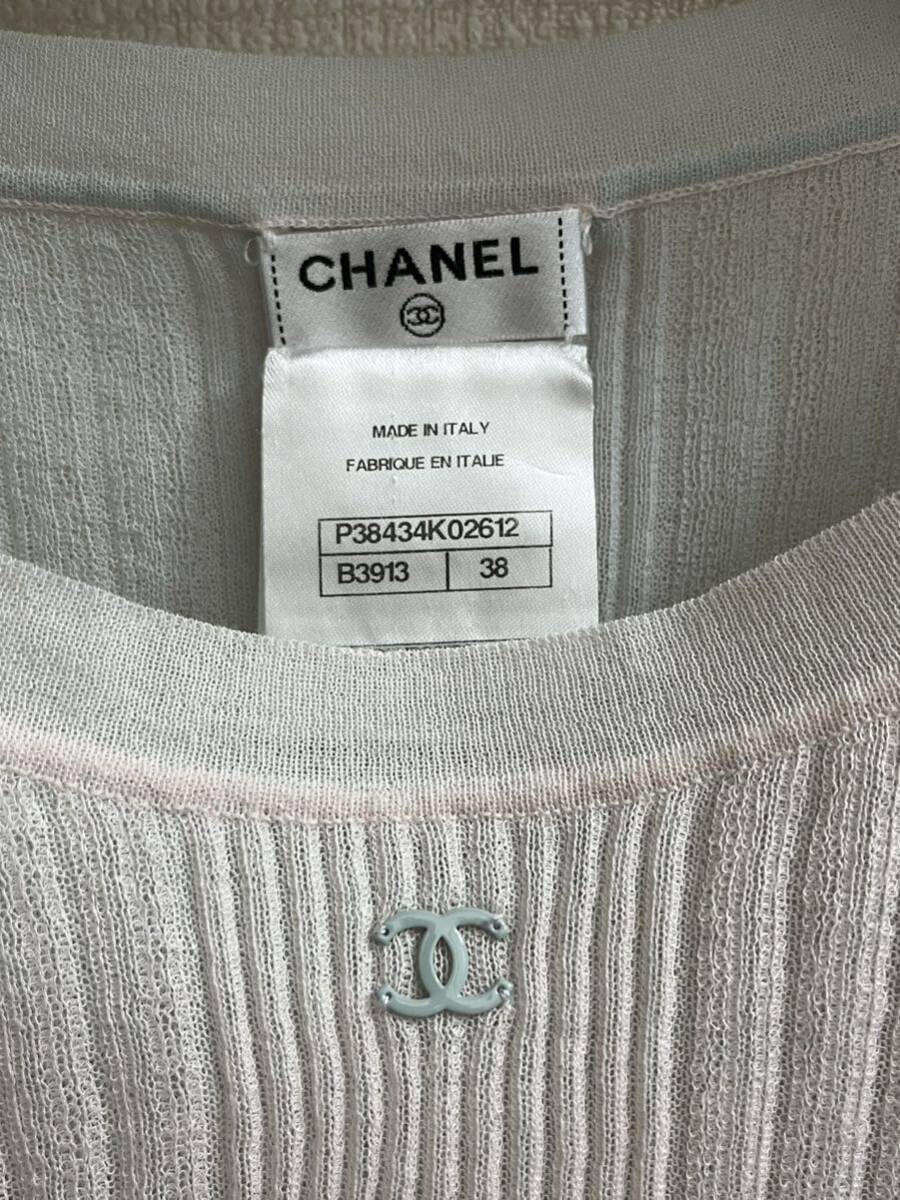 CHANEL
MADE IN ITALY
FABRIQUE EN ITALIE
P38434K02612
B3913 38